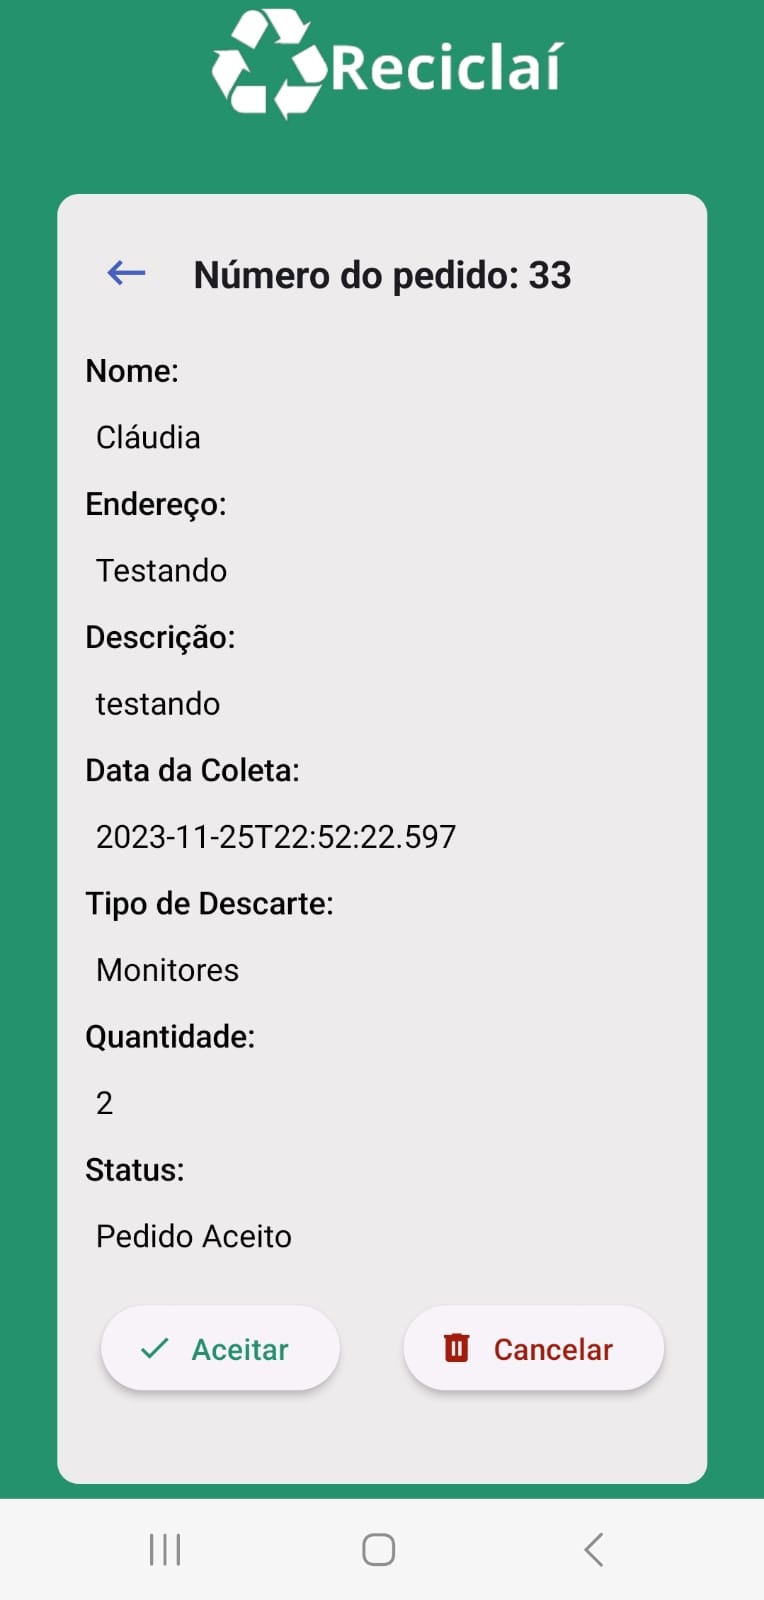 Reciclaí
Número do pedido: 33
Nome:
Cláudia
Endereço:
Testando
Descrição:
testando
Data da Coleta:
2023-11-25T22:52:22.597
Tipo de Descarte:
Monitores
Quantidade:
2
Status:
Pedido Aceito
Aceitar
Cancelar